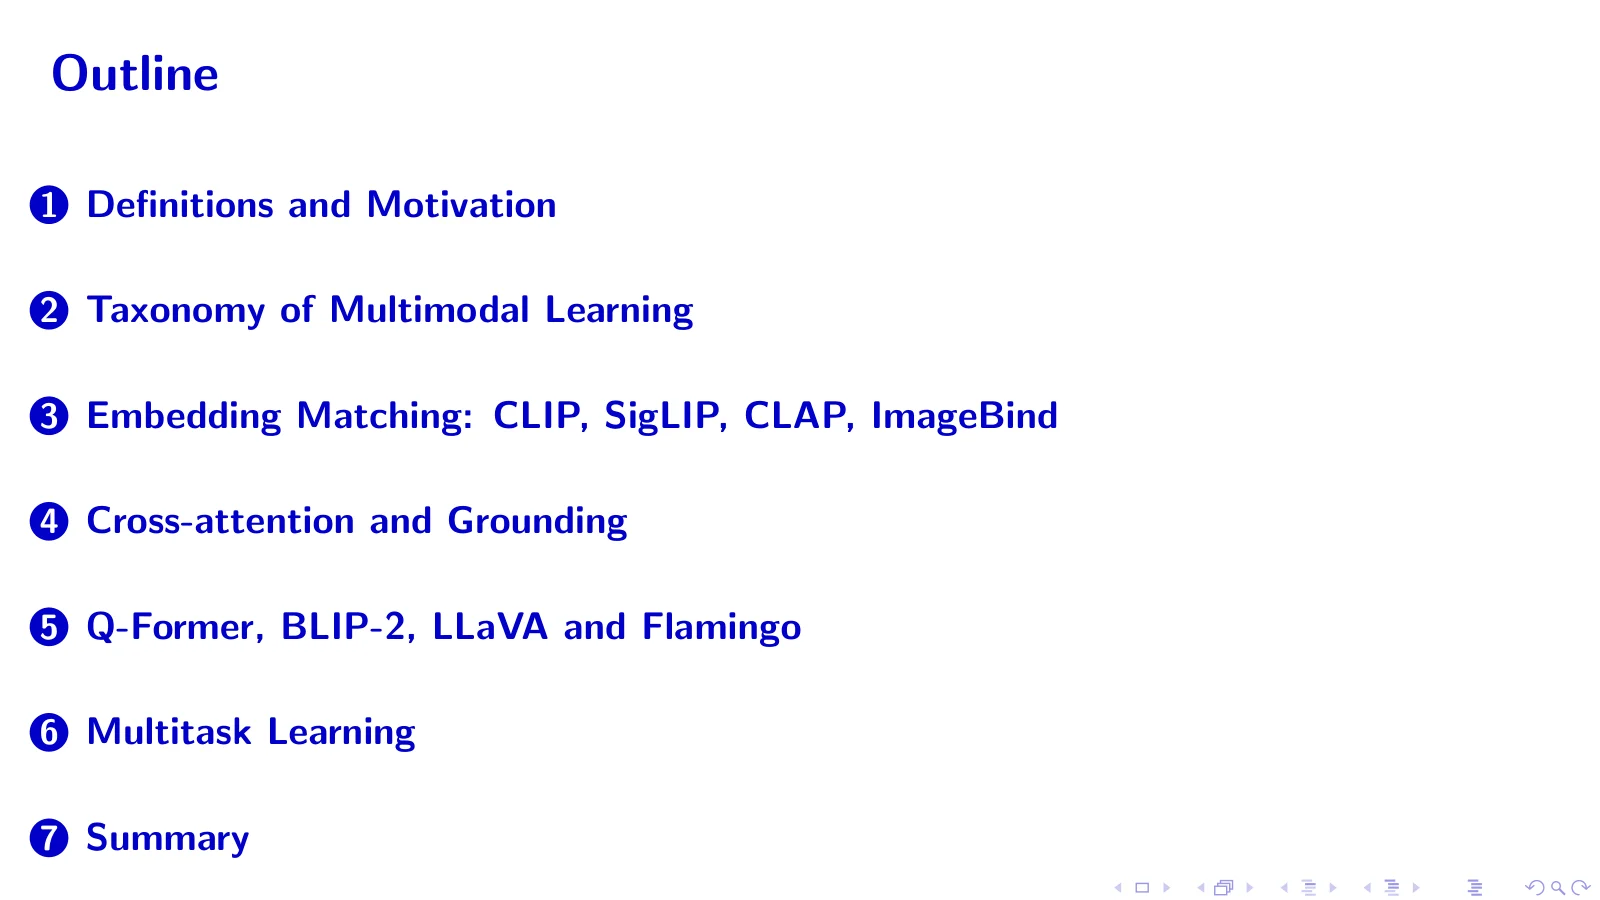 Outline
1 Definitions and Motivation
2 Taxonomy of Multimodal Learning
3 Embedding Matching: CLIP, SigLIP, CLAP, ImageBind
4 Cross-attention and Grounding
5 Q-Former, BLIP-2, LLaVA and Flamingo
6 Multitask Learning
7 Summary